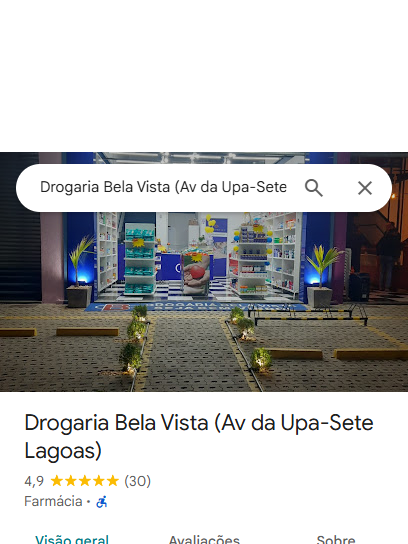 Drogaria Bela Vista (Av da Upa-Sete
Drogaria Bela Vista (Av da Upa-Sete
Lagoas)
4,9 (30)
Farmácia ·
Visão geral Avaliações Sobre